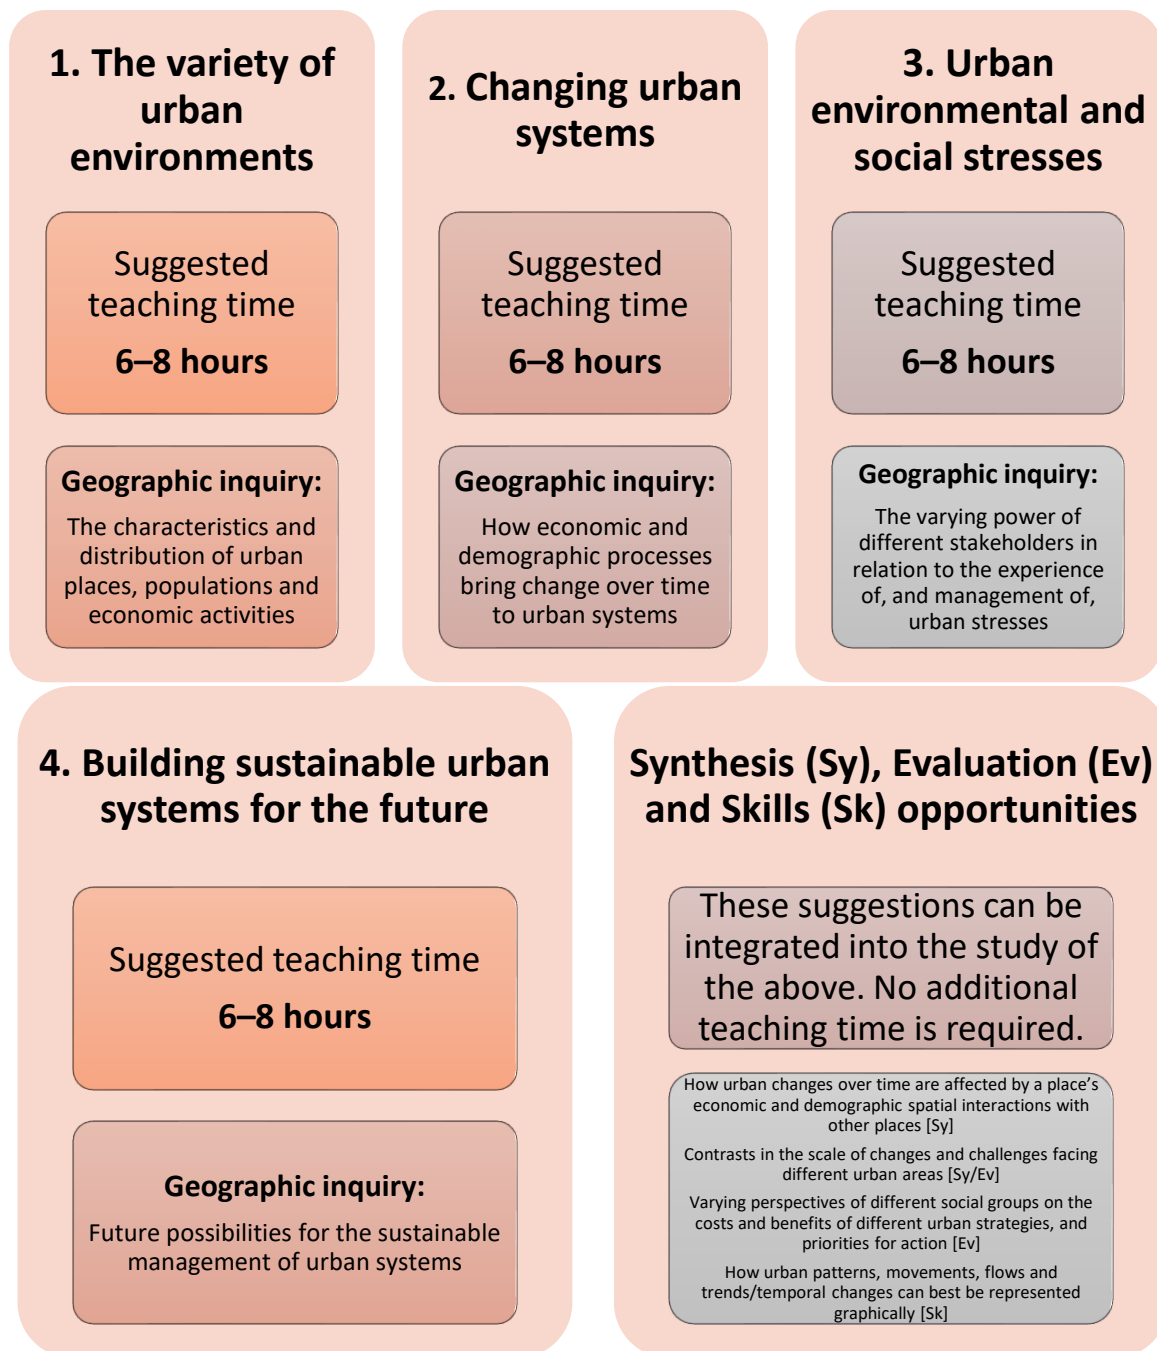 1. The variety of
urban
environments
Suggested
teaching time
6–8 hours
Geographic inquiry:
The characteristics and
distribution of urban
places, populations and
economic activities
2. Changing urban
systems
Suggested
teaching time
6–8 hours
Geographic inquiry:
How economic and
demographic processes
bring change over time
to urban systems
3. Urban
environmental and
social stresses
Suggested
teaching time
6–8 hours
Geographic inquiry:
The varying power of
different stakeholders in
relation to the experience
of, and management of,
urban stresses
4. Building sustainable urban
systems for the future
Suggested teaching time
6–8 hours
Geographic inquiry:
Future possibilities for the sustainable
management of urban systems
Synthesis (Sy), Evaluation (Ev)
and Skills (Sk) opportunities
These suggestions can be
integrated into the study of
the above. No additional
teaching time is required.
How urban changes over time are affected by a place’s
economic and demographic spatial interactions with
other places [Sy]
Contrasts in the scale of changes and challenges facing
different urban areas [Sy/Ev]
Varying perspectives of different social groups on the
costs and benefits of different urban strategies, and
priorities for action [Ev]
How urban patterns, movements, flows and
trends/temporal changes can best be represented
graphically [Sk]